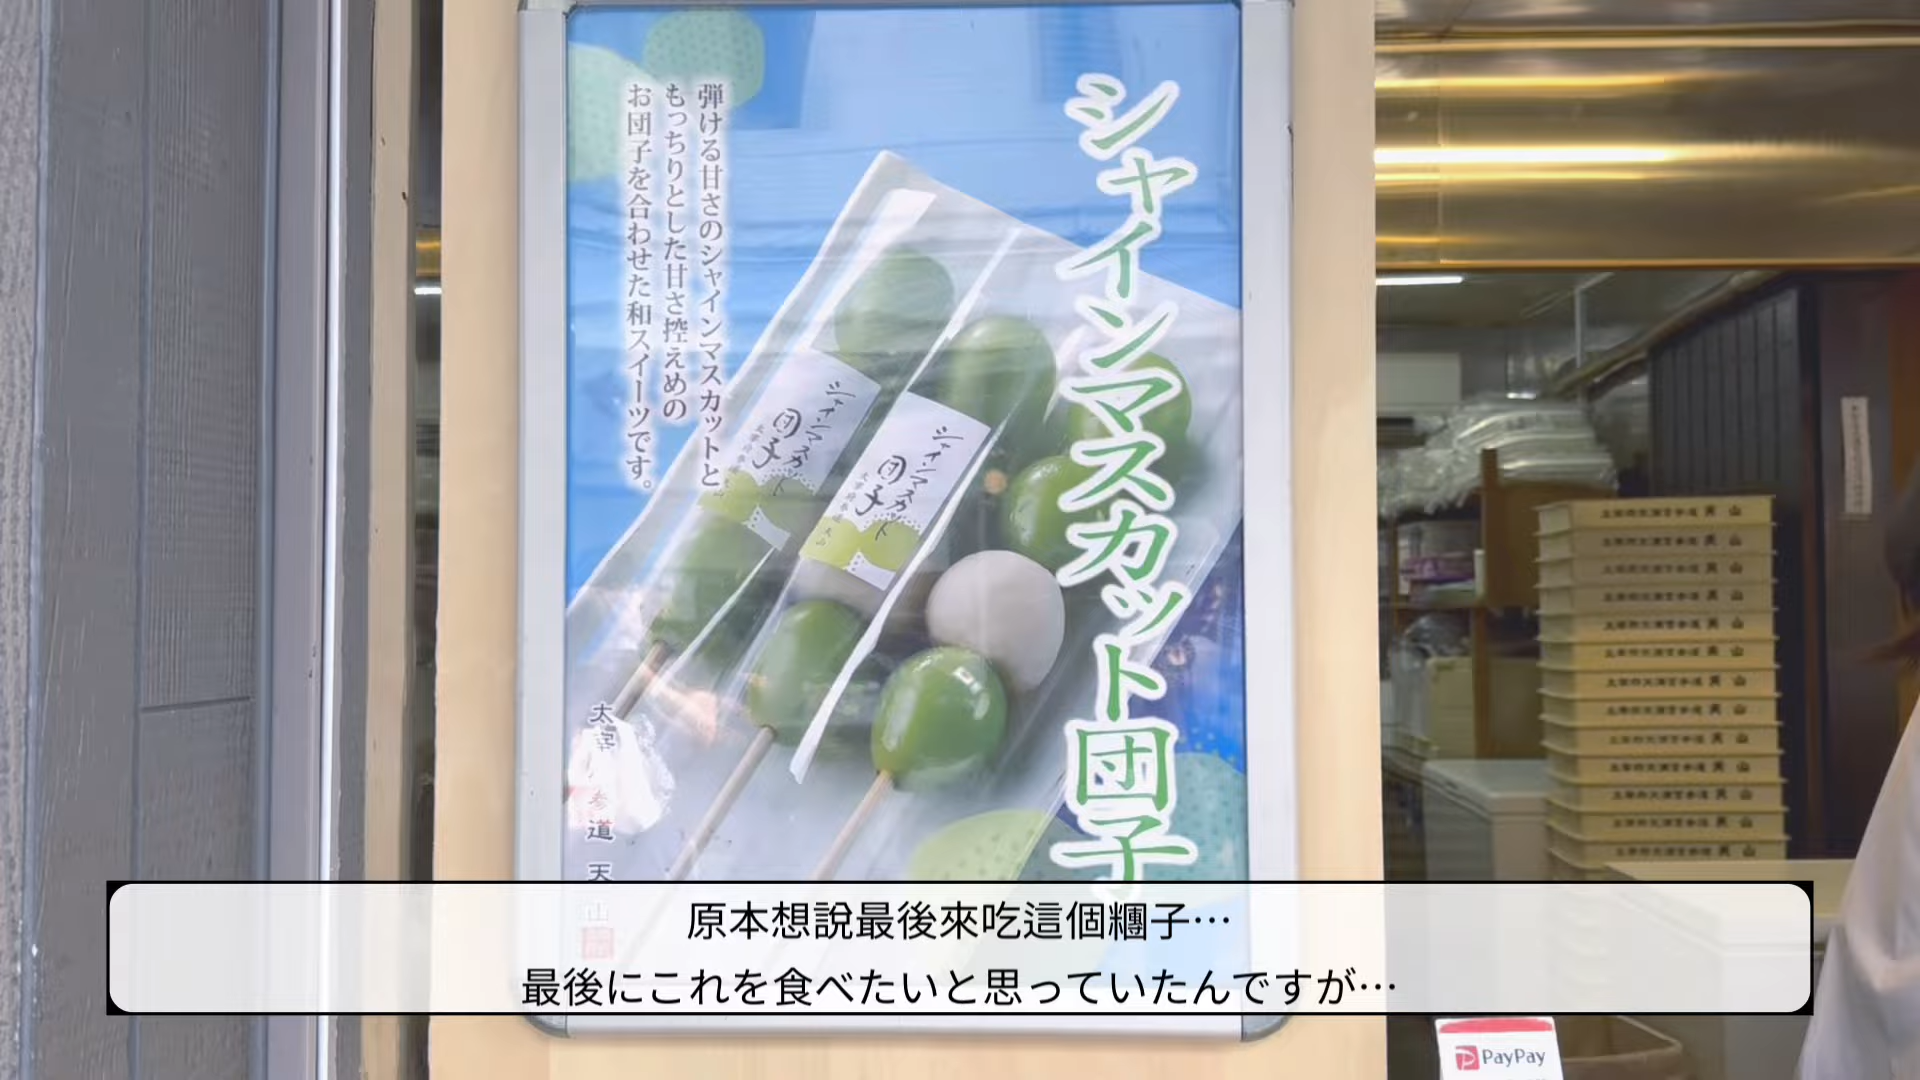 シャインマスカット団子
弾ける甘さのシャインマスカットと
もっちりとした甘さ控えめの
お団子を合わせた和スイーツです。
シャインマスカット
団子
シャインマスカット
団子
太宰 参道 天山
原本想說最後來吃這個糰子…
最後にこれを食べたいと思っていたんですが…
PayPay